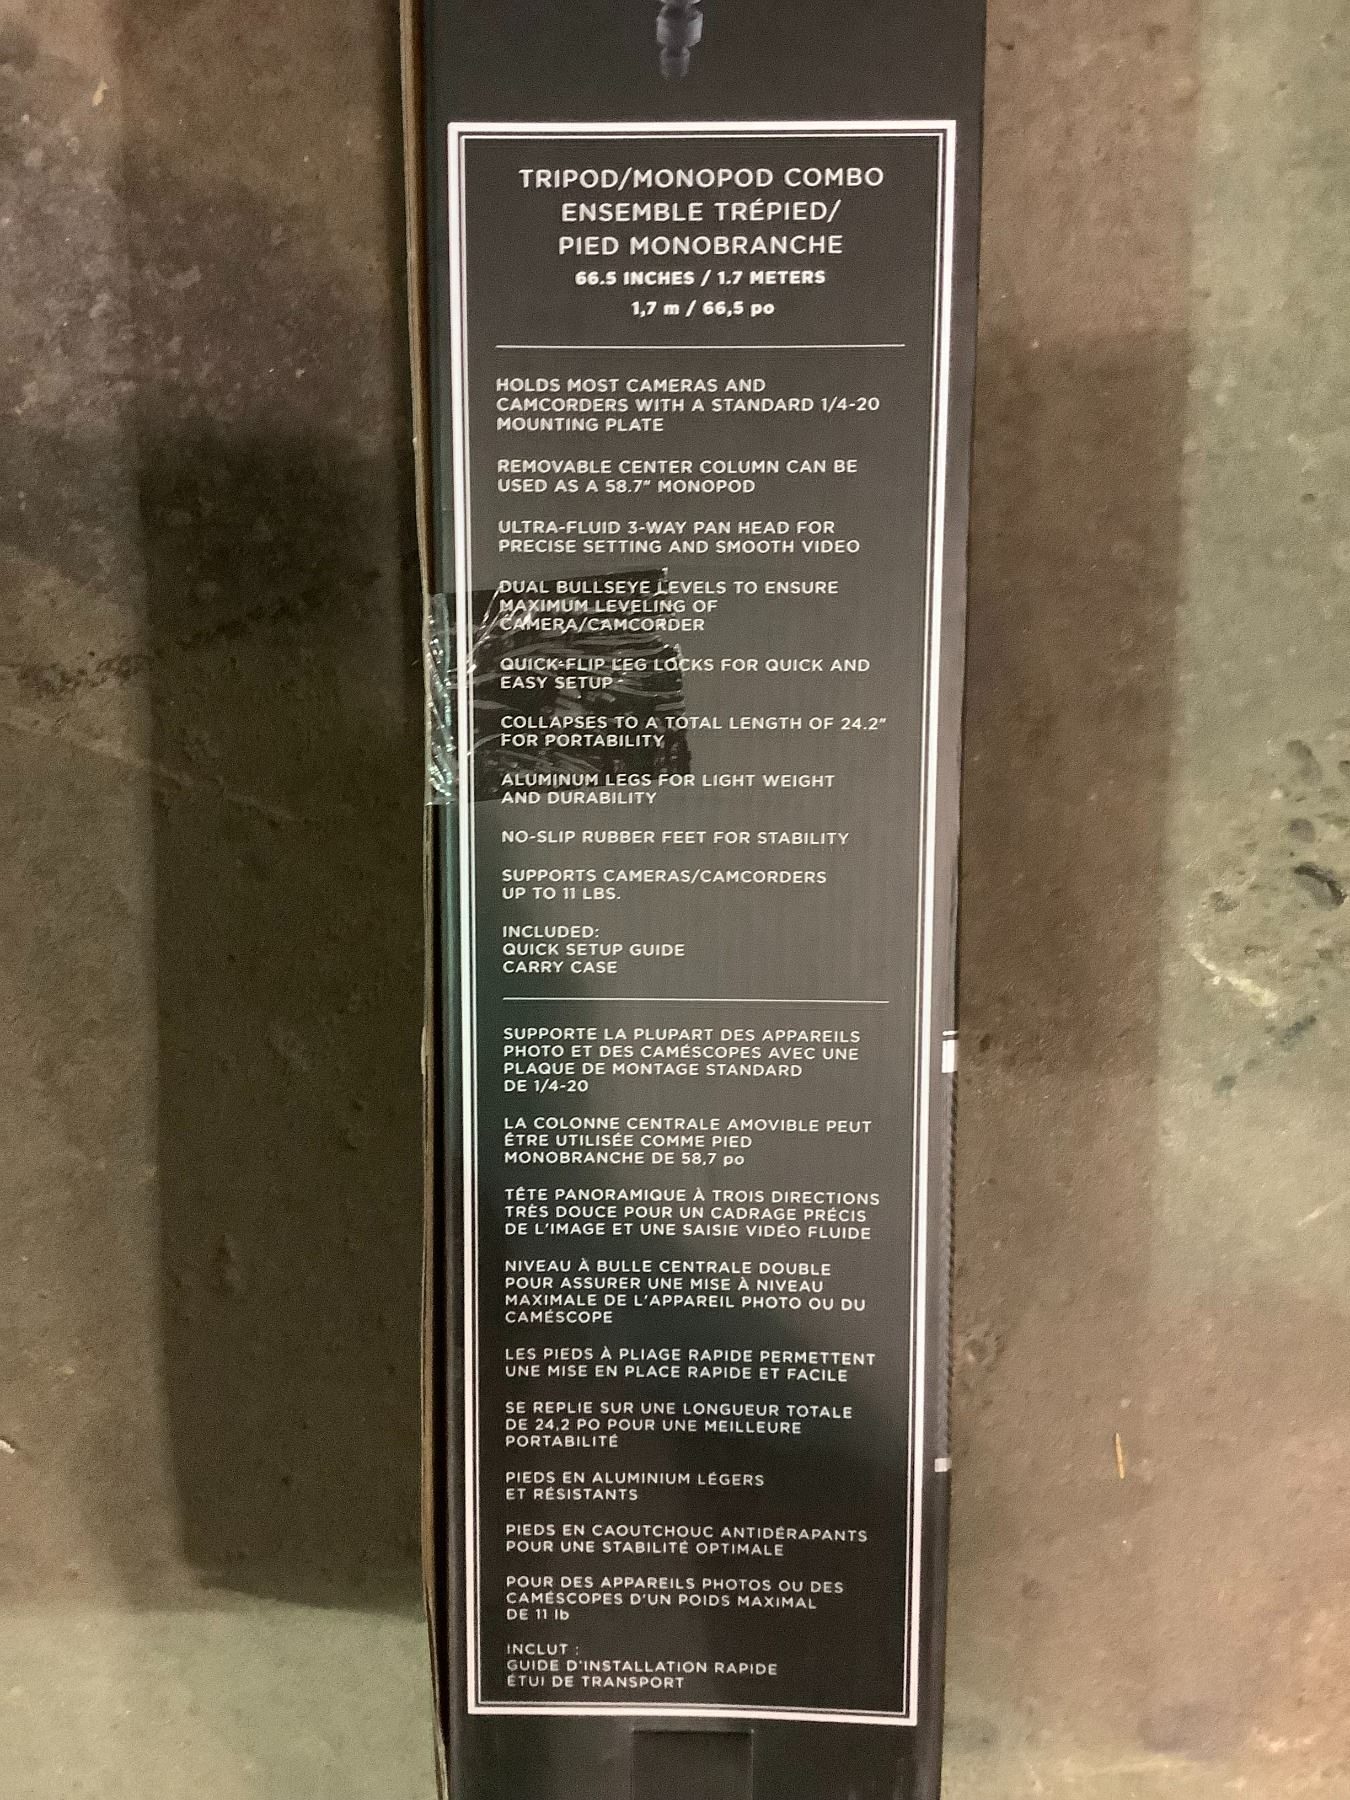 TRIPOD/MONOPOD COMBO
ENSEMBLE TRÉPIED/
PIED MONOBRANCHE
66.5 INCHES / 1.7 METERS
1,7 m / 66,5 po
HOLDS MOST CAMERAS AND
CAMCORDERS WITH A STANDARD 1/4-20
MOUNTING PLATE
REMOVABLE CENTER COLUMN CAN BE
USED AS A 58.7" MONOPOD
ULTRA-FLUID 3-WAY PAN HEAD FOR
PRECISE SETTING AND SMOOTH VIDEO
DUAL BULLSEYE LEVELS TO ENSURE
MAXIMUM LEVELING OF
CAMERA/CAMCORDER
QUICK-FLIP LEG LOCKS FOR QUICK AND
EASY SETUP
COLLAPSES TO A TOTAL LENGTH OF 24.2"
FOR PORTABILITY
ALUMINUM LEGS FOR LIGHT WEIGHT
AND DURABILITY
NO-SLIP RUBBER FEET FOR STABILITY
SUPPORTS CAMERAS/CAMCORDERS
UP TO 11 LBS.
INCLUDED:
QUICK SETUP GUIDE
CARRY CASE
SUPPORTE LA PLUPART DES APPAREILS
PHOTO ET DES CAMÉSCOPES AVEC UNE
PLAQUE DE MONTAGE STANDARD
DE 1/4-20
LA COLONNE CENTRALE AMOVIBLE PEUT
ÊTRE UTILISÉE COMME PIED
MONOBRANCHE DE 58,7 po
TÊTE PANORAMIQUE À TROIS DIRECTIONS
TRÈS DOUCE POUR UN CADRAGE PRÉCIS
DE L'IMAGE ET UNE SAISIE VIDÉO FLUIDE
NIVEAU À BULLE CENTRALE DOUBLE
POUR ASSURER UNE MISE À NIVEAU
MAXIMALE DE L'APPAREIL PHOTO OU DU
CAMÉSCOPE
LES PIEDS À PLIAGE RAPIDE PERMETTENT
UNE MISE EN PLACE RAPIDE ET FACILE
SE REPLIE SUR UNE LONGUEUR TOTALE
DE 24,2 PO POUR UNE MEILLEURE
PORTABILITÉ
PIEDS EN ALUMINIUM LÉGERS
ET RÉSISTANTS
PIEDS EN CAOUTCHOUC ANTIDÉRAPANTS
POUR UNE STABILITÉ OPTIMALE
POUR DES APPAREILS PHOTOS OU DES
CAMÉSCOPES D'UN POIDS MAXIMAL
DE 11 lb
INCLUT :
GUIDE D'INSTALLATION RAPIDE
ÉTUI DE TRANSPORT